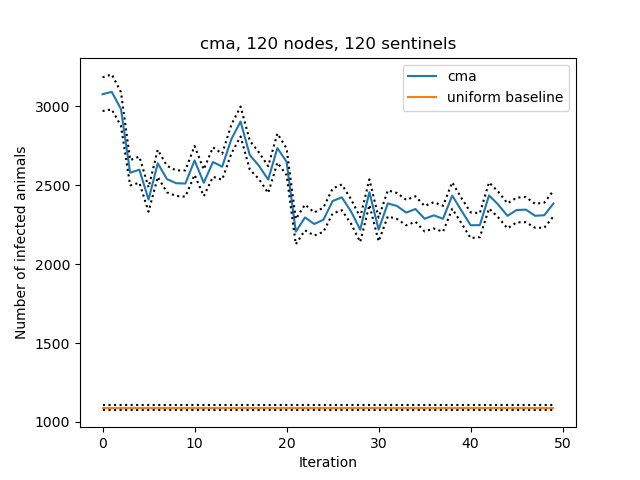 cma, 120 nodes, 120 sentinels
cma
uniform baseline
Number of infected animals
3000
2500
2000
1500
1000
0 10 20 30 40 50
Iteration